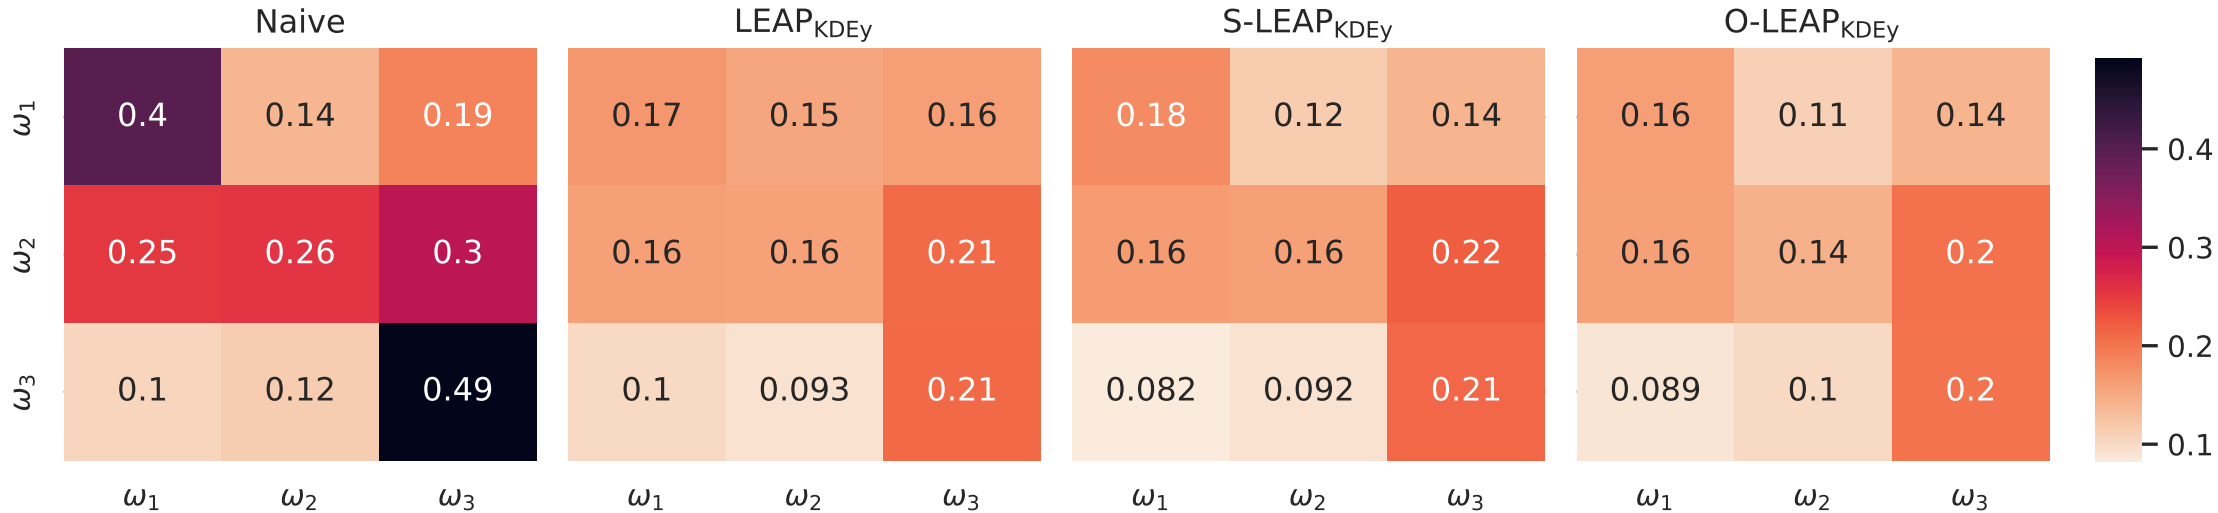 Naive LEAP_KDEy S-LEAP_KDEy O-LEAP_KDEy
ω₁ 0.4 0.14 0.19 0.17 0.15 0.16 0.18 0.12 0.14 0.16 0.11 0.14
0.4
ω₂ 0.25 0.26 0.3 0.16 0.16 0.21 0.16 0.16 0.22 0.16 0.14 0.2
0.3
0.2
ω₃ 0.1 0.12 0.49 0.1 0.093 0.21 0.082 0.092 0.21 0.089 0.1 0.2
0.1
ω₁ ω₂ ω₃ ω₁ ω₂ ω₃ ω₁ ω₂ ω₃ ω₁ ω₂ ω₃